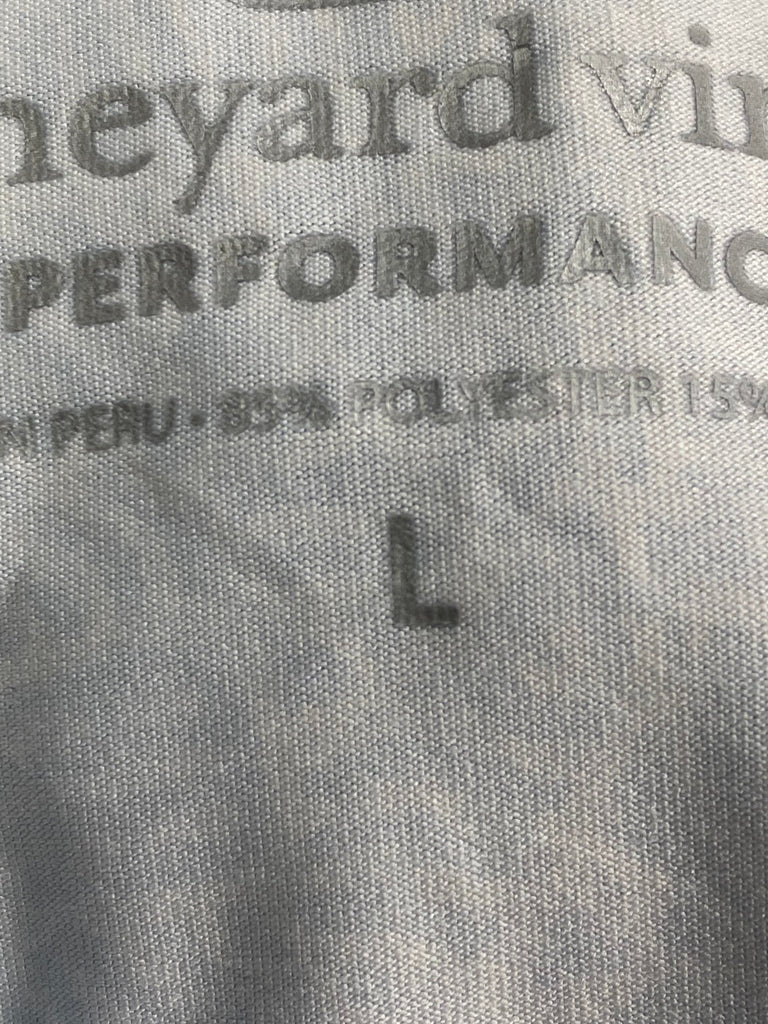 neyard vin
PERFORMANC
N PERU • 85% POLYESTER 15%
L